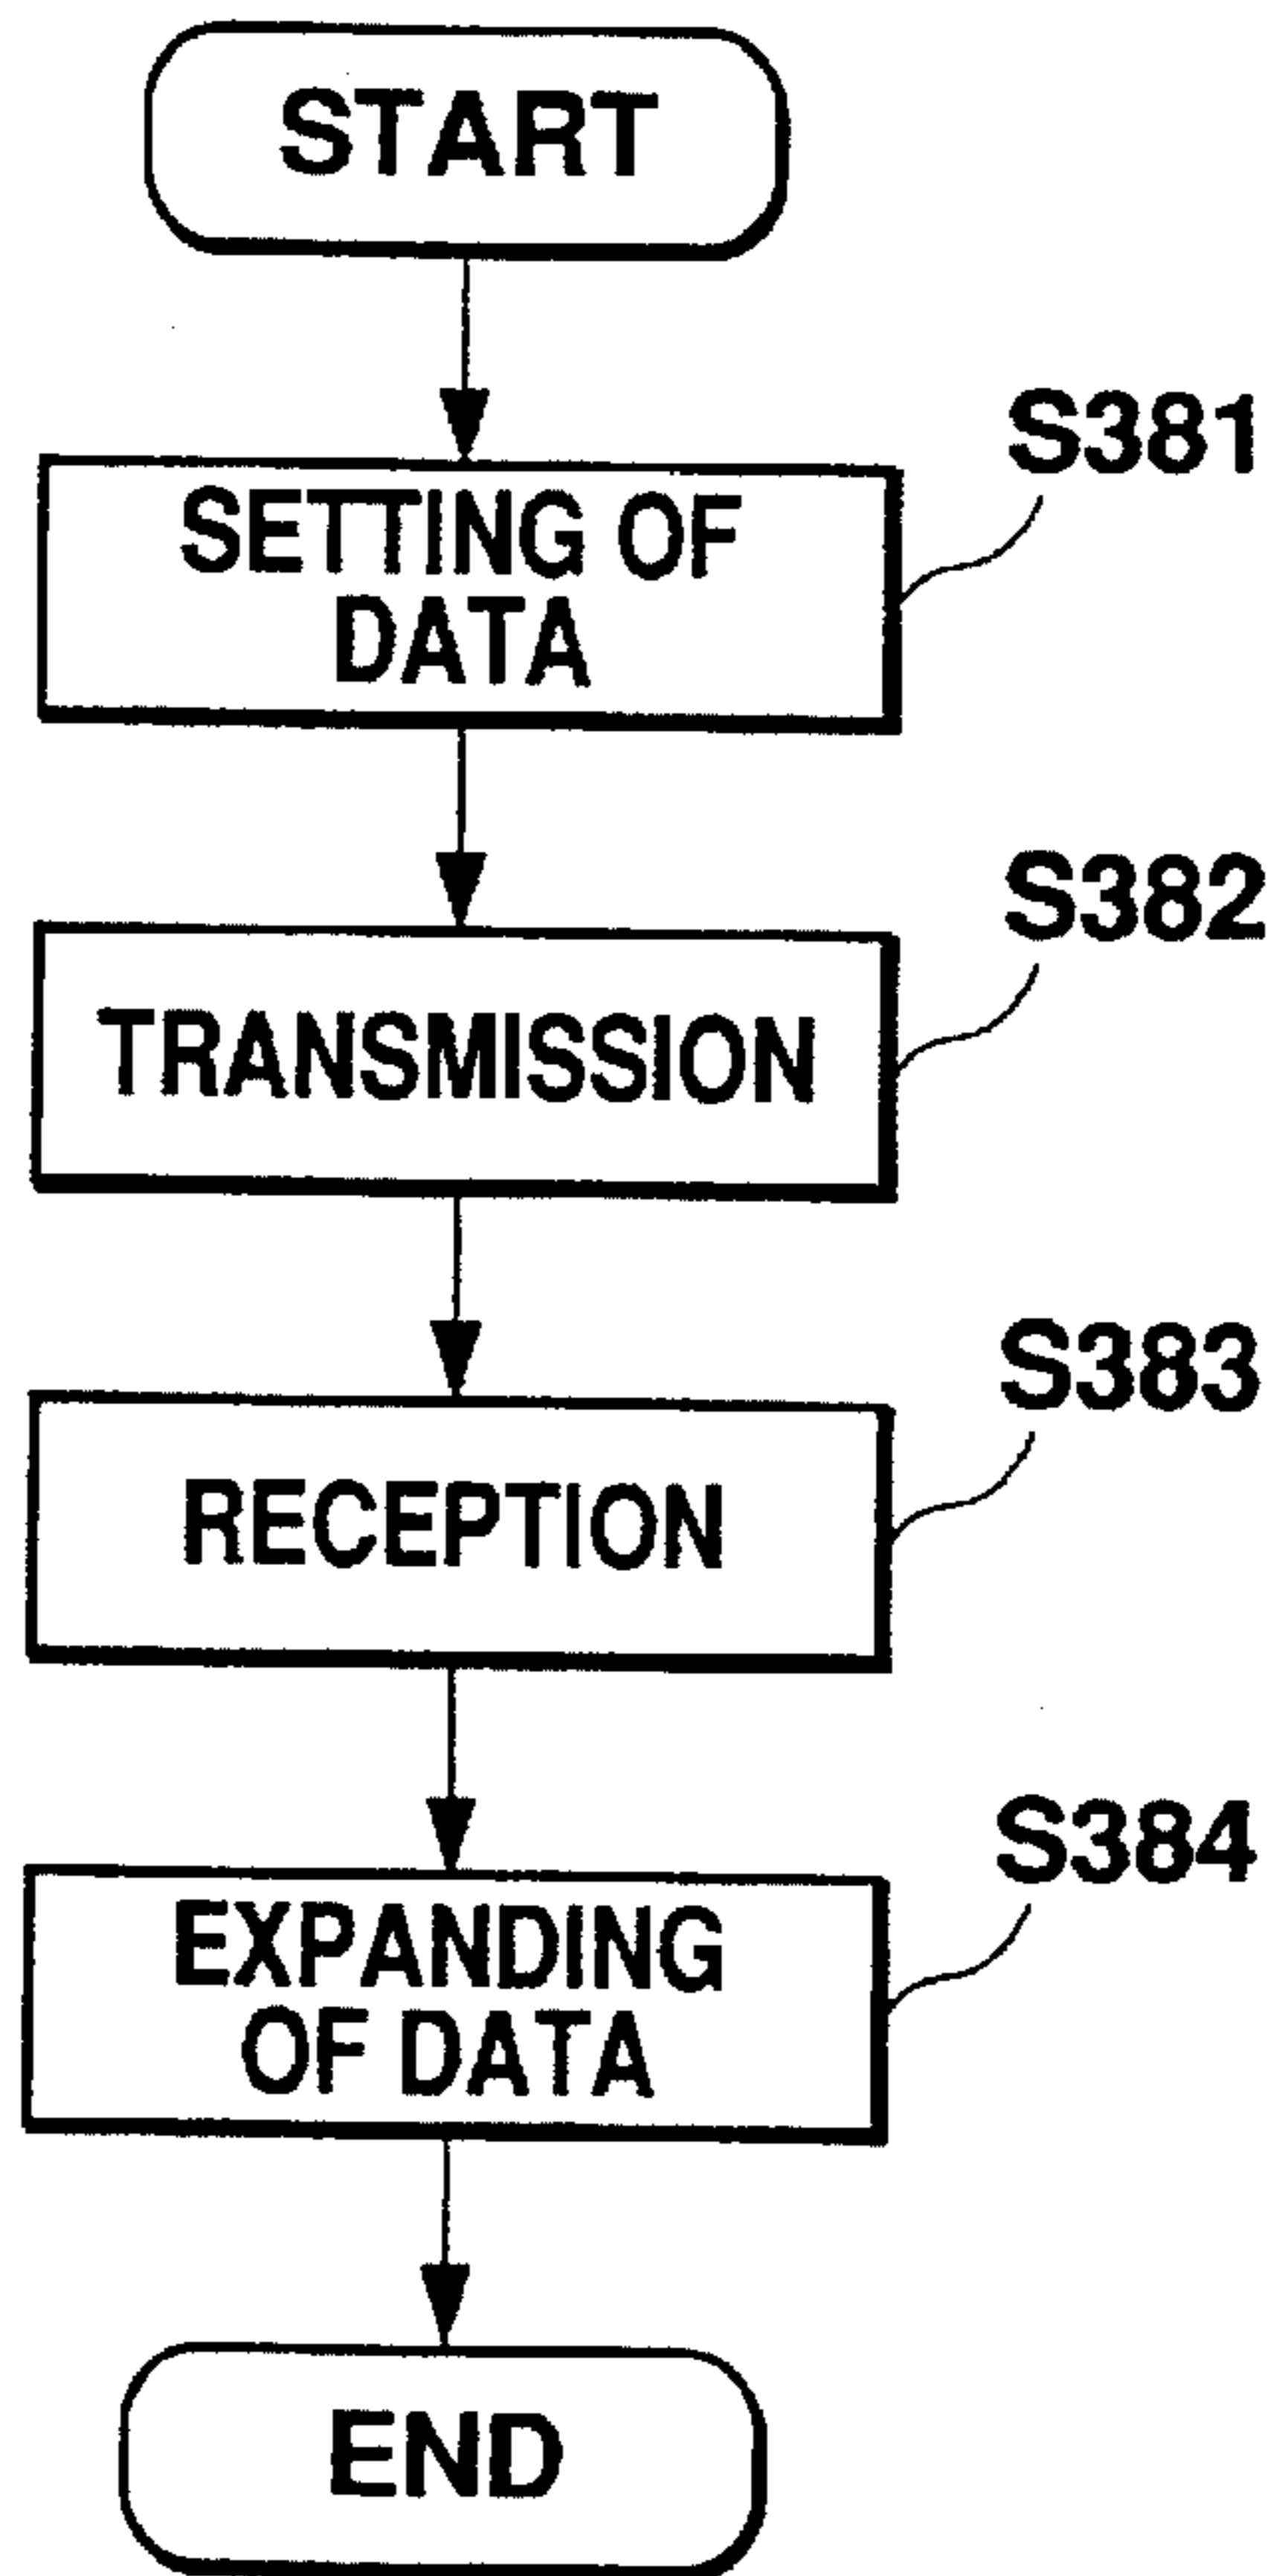 START
S381
SETTING OF
DATA
S382
TRANSMISSION
S383
RECEPTION
S384
EXPANDING
OF DATA
END